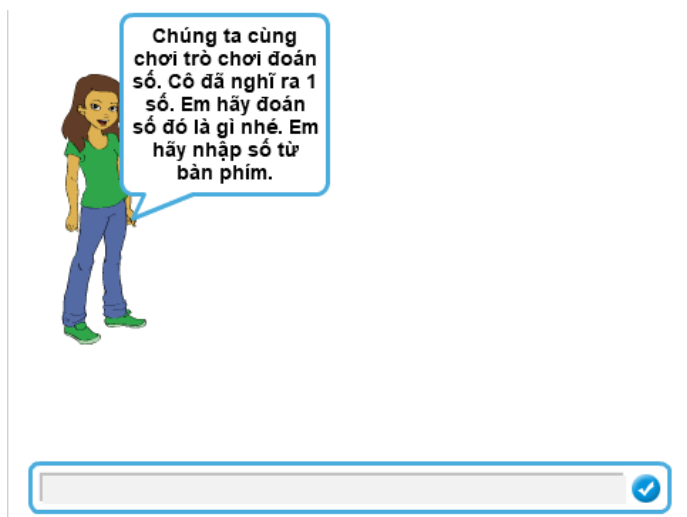 Chúng ta cùng
chơi trò chơi đoán
số. Cô đã nghĩ ra 1
số. Em hãy đoán
số đó là gì nhé. Em
hãy nhập số từ
bàn phím.